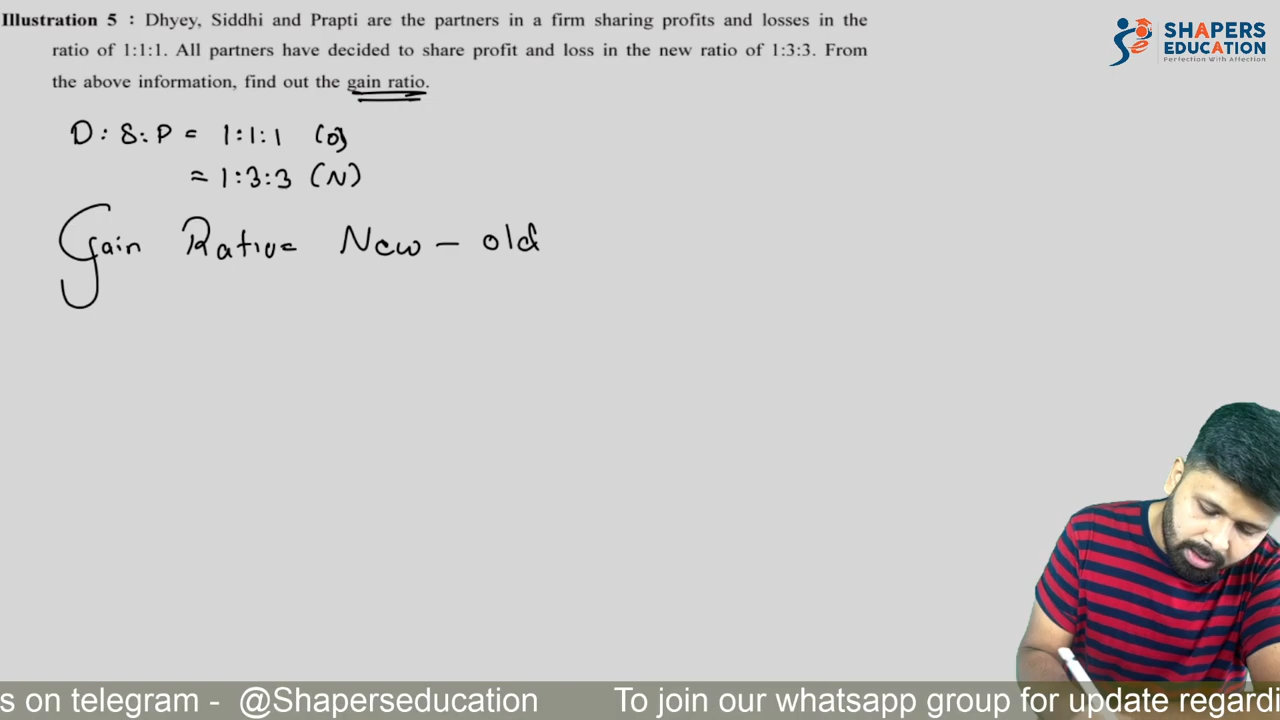 Illustration 5 : Dhyey, Siddhi and Prapti are the partners in a firm sharing profits and losses in the
ratio of 1:1:1. All partners have decided to share profit and loss in the new ratio of 1:3:3. From
the above information, find out the gain ratio.
SHAPERS
EDUCATION
Perfection With Affection
D : S : P = 1:1:1 (O)
= 1:3:3 (N)
Gain Ratio = New - old
s on telegram - @Shaperseducation To join our whatsapp group for update regardi